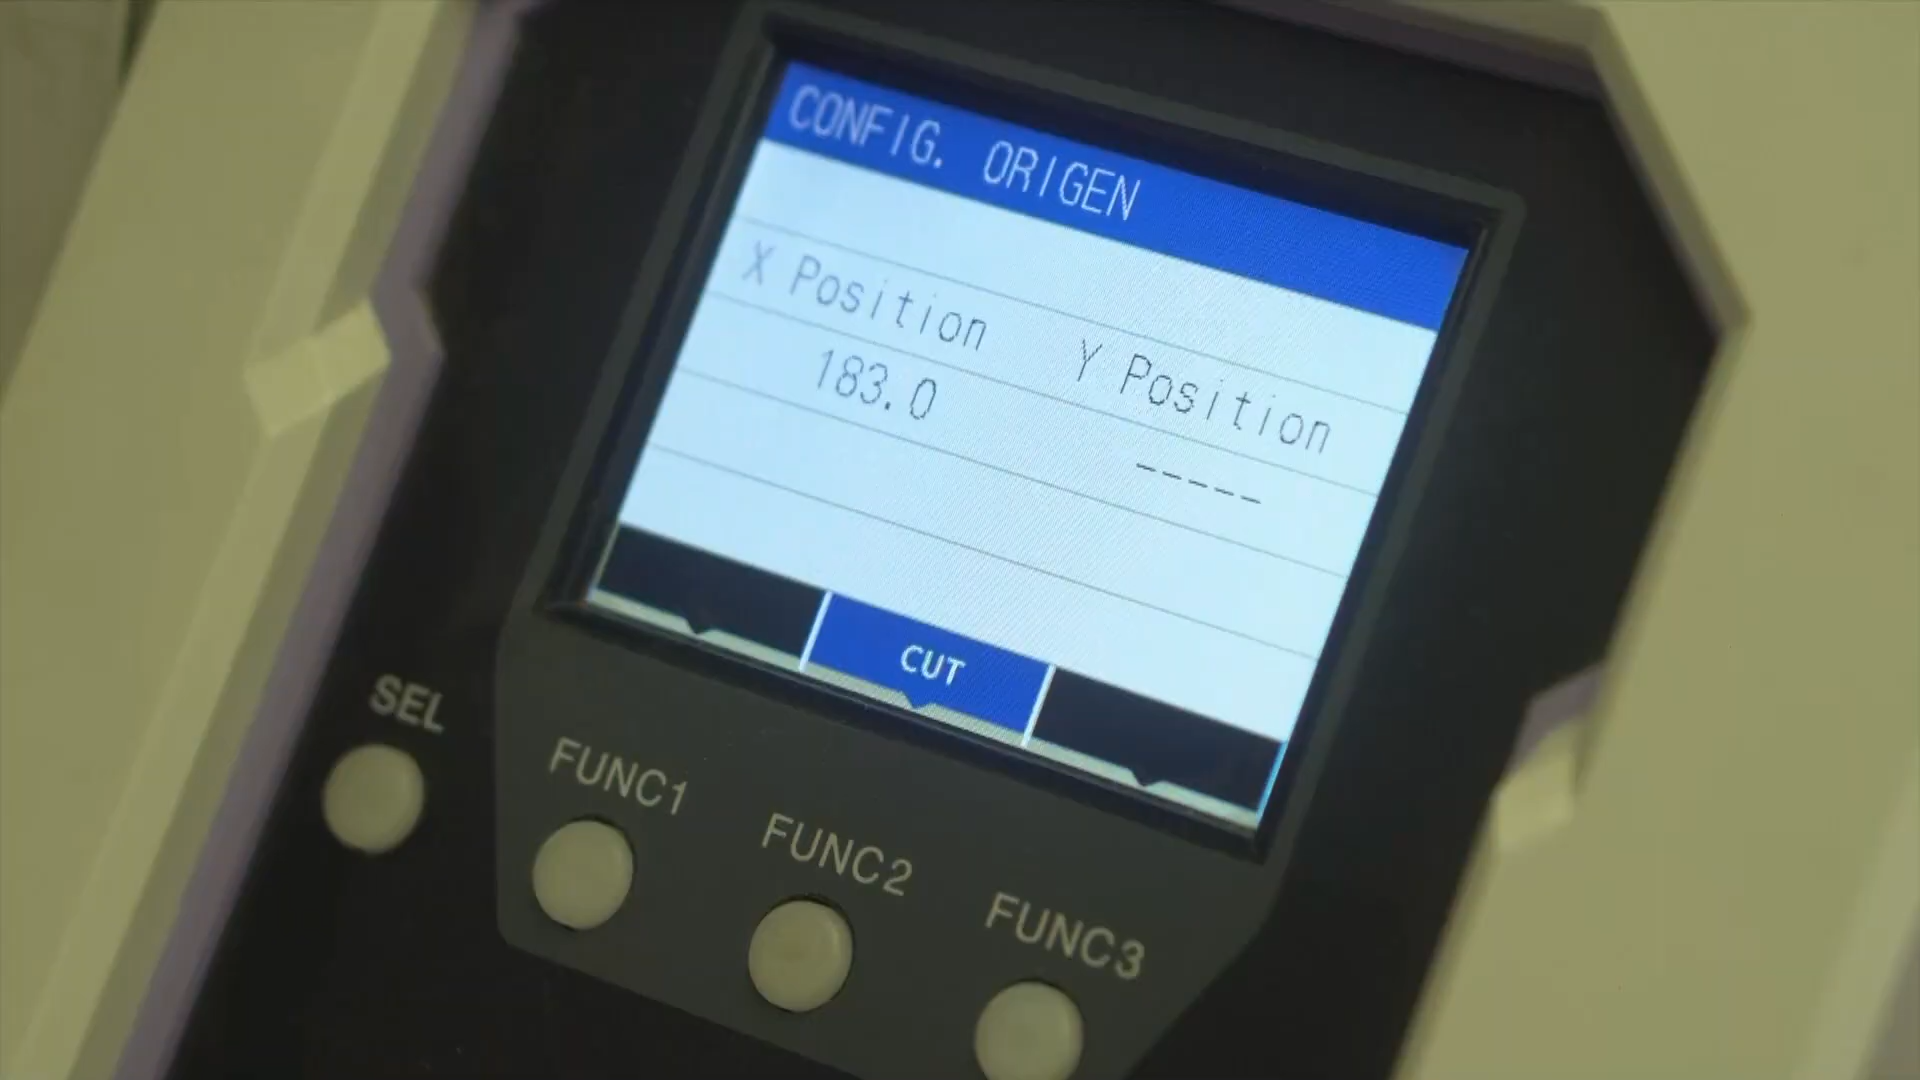 CONFIG. ORIGEN
X Position Y Position
183.0 -----
CUT
SEL
FUNC1
FUNC2
FUNC3